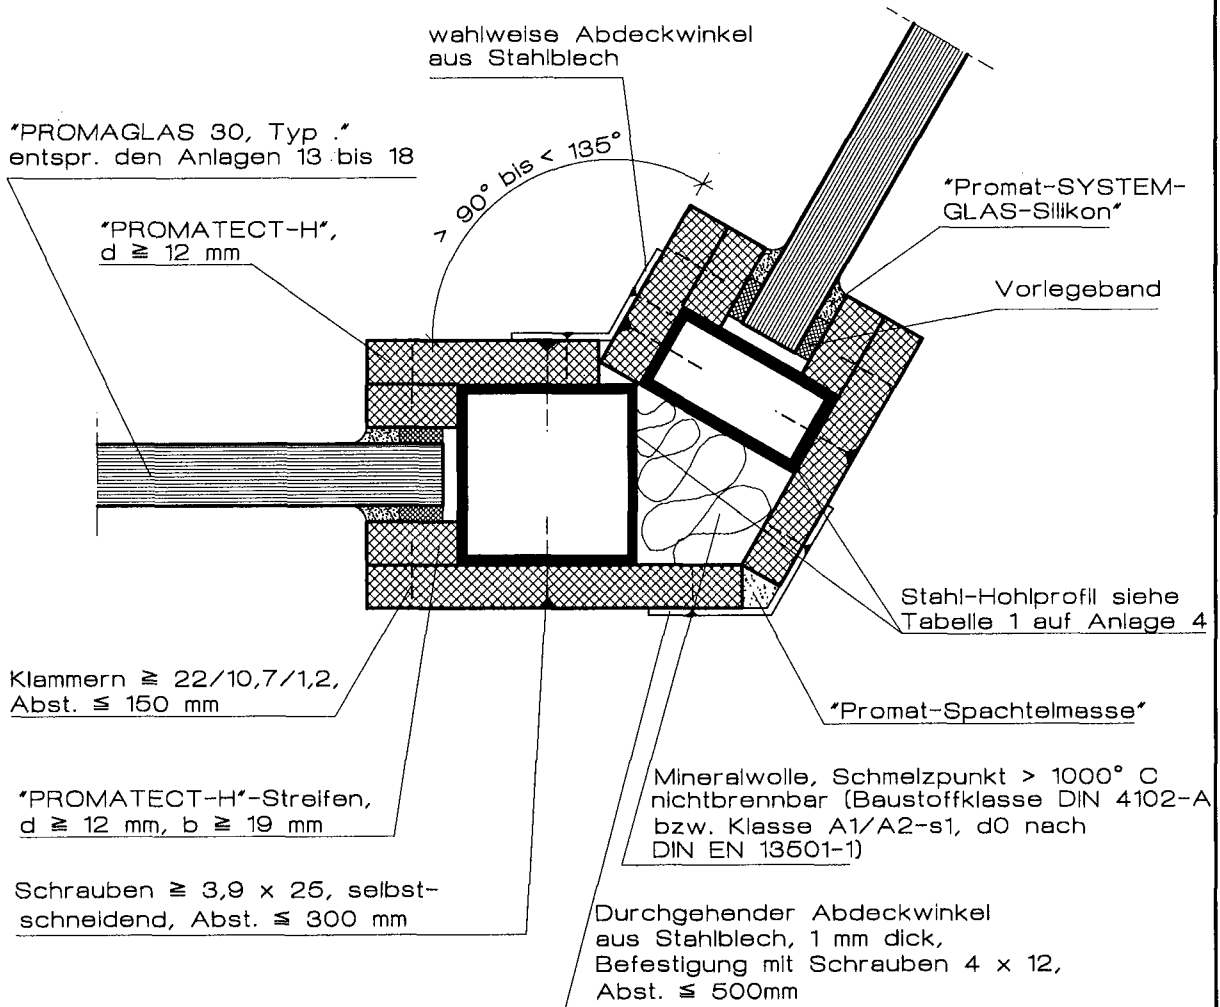 wahlweise Abdeckwinkel
aus Stahlblech
"PROMAGLAS 30, Typ ."
entspr. den Anlagen 13 bis 18
> 90° bis < 135°
"Promat-SYSTEM-
GLAS-Silikon"
"PROMATECT-H",
d ≧ 12 mm
Vorlegeband
Stahl-Hohlprofil siehe
Tabelle 1 auf Anlage 4
Klammern ≧ 22/10,7/1,2,
Abst. ≦ 150 mm
"Promat-Spachtelmasse"
"PROMATECT-H"-Streifen,
d ≧ 12 mm, b ≧ 19 mm
Mineralwolle, Schmelzpunkt > 1000° C
nichtbrennbar (Baustoffklasse DIN 4102-A
bzw. Klasse A1/A2-s1, d0 nach
DIN EN 13501-1)
Schrauben ≧ 3,9 x 25, selbst-
schneidend, Abst. ≦ 300 mm
Durchgehender Abdeckwinkel
aus Stahlblech, 1 mm dick,
Befestigung mit Schrauben 4 x 12,
Abst. ≦ 500mm